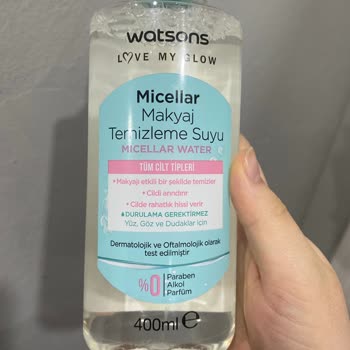 watsons
LOVE MY GLOW
Micellar
Makyaj
Temizleme Suyu
MICELLAR WATER
TÜM CİLT TİPLERİ
•Makyajı etkili bir şekilde temizler
•Cildi arındırır
•Cilde rahatlık hissi verir
DURULAMA GEREKTİRMEZ
Yüz, Göz ve Dudaklar için
Dermatolojik ve Oftalmolojik olarak
test edilmiştir
%0
Paraben
Alkol
Parfüm
400ml e